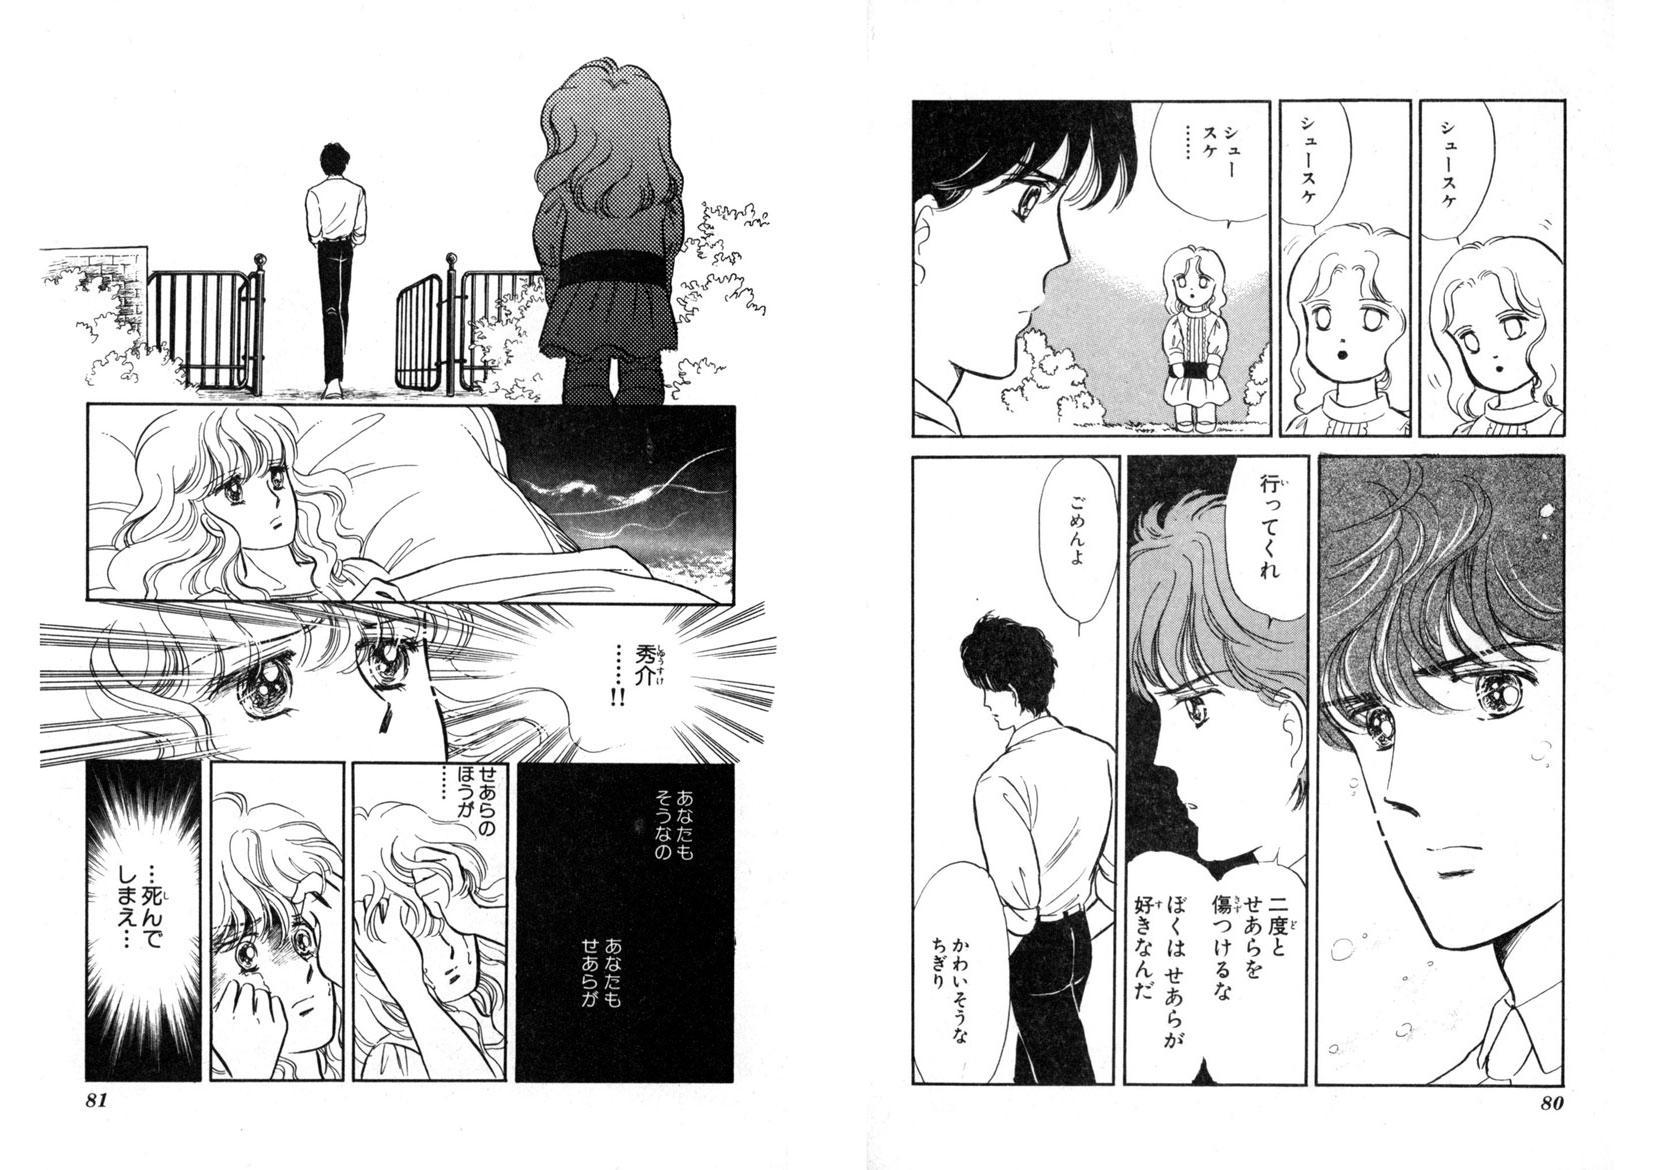 シュースケ
シュースケ
シュー
スケ
……
行ってくれ
二度と
せあらを
傷つけるな
ぼくは せあらが
好きなんだ
ごめんよ
かわいそうな
ちぎり
80
秀介
……!!
あなたも
そうなの
あなたも
せあらが
せあらの
ほうが
……
…死んで
しまえ…
81